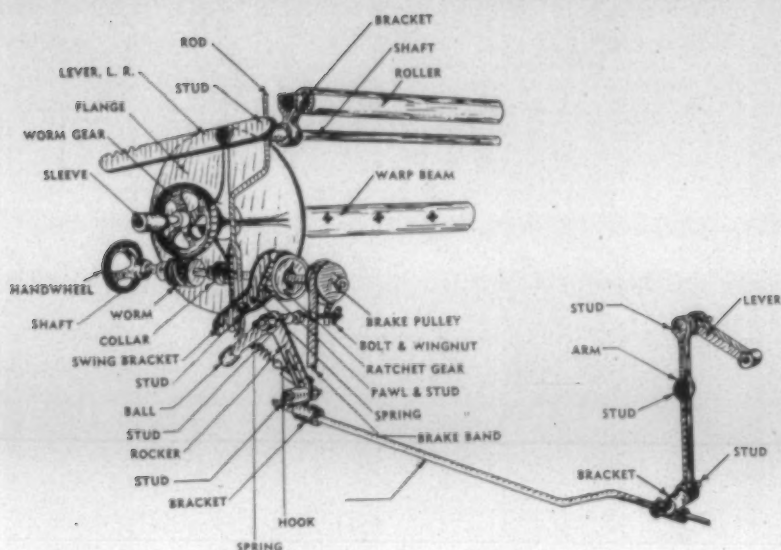 BRACKET
ROD
SHAFT
LEVER, L. R.
ROLLER
STUD
FLANGE
WORM GEAR
SLEEVE
WARP BEAM
HANDWHEEL
SHAFT
WORM
COLLAR
SWING BRACKET
STUD
BALL
STUD
ROCKER
STUD
BRACKET
SPRING
HOOK
BRAKE PULLEY
BOLT & WINGNUT
RATCHET GEAR
PAWL & STUD
SPRING
BRAKE BAND
STUD
LEVER
ARM
STUD
BRACKET
STUD